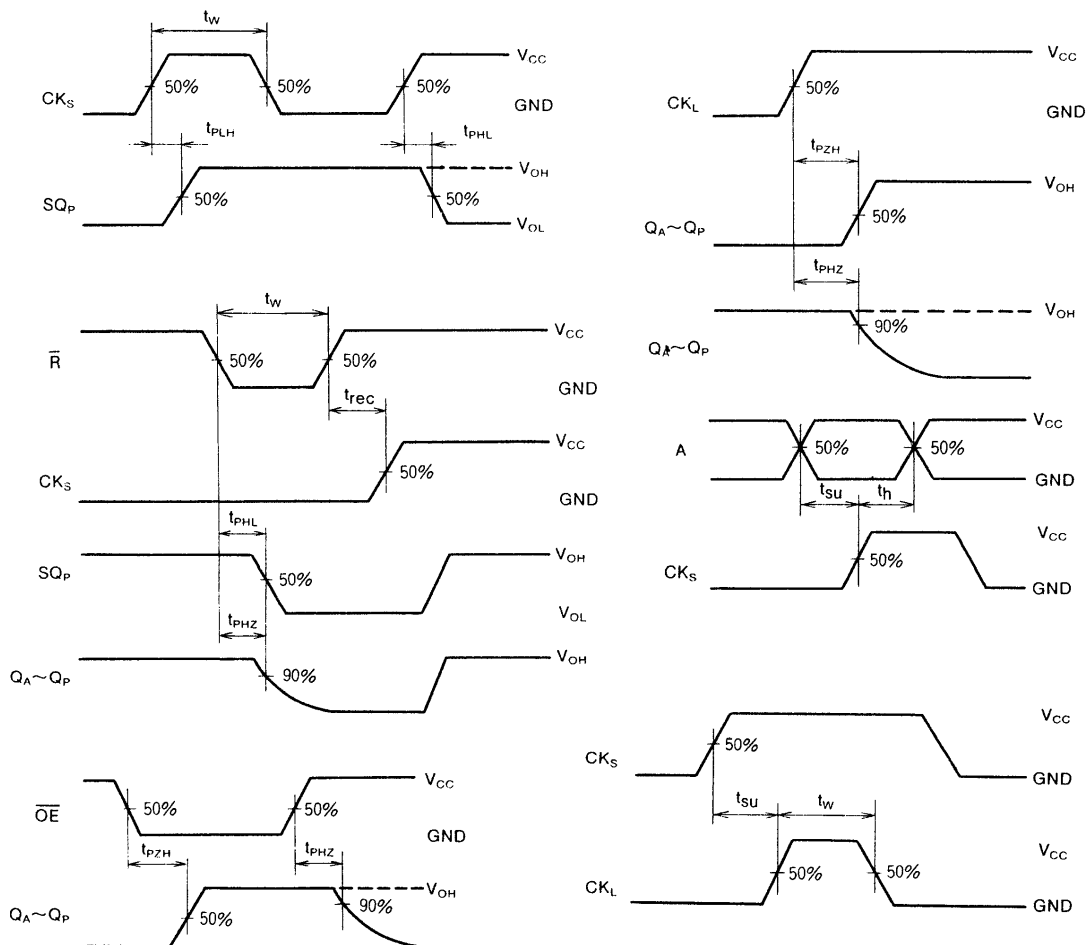 tw
VCC
50%
50%
50%
CKS
GND
tPLH
tPHL
VOH
SQP
50%
50%
VOL
tw
VCC
R̅
50%
50%
GND
trec
VCC
50%
CKS
GND
tPHL
VOH
SQP
50%
VOL
tPHZ
VOH
QA~QP
90%
VCC
O̅E̅
50%
50%
GND
tPZH
tPHZ
VOH
QA~QP
50%
90%
VCC
50%
CKL
GND
tPZH
VOH
50%
QA~QP
tPHZ
VOH
90%
QA~QP
VCC
A
50%
50%
GND
tsu
th
VCC
CKS
50%
GND
VCC
CKS
50%
GND
tsu
tw
VCC
CKL
50%
50%
GND